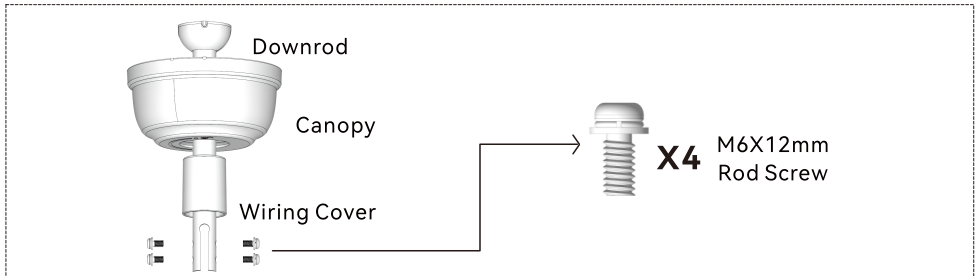 Downrod
Canopy
Wiring Cover
X4
M6X12mm
Rod Screw